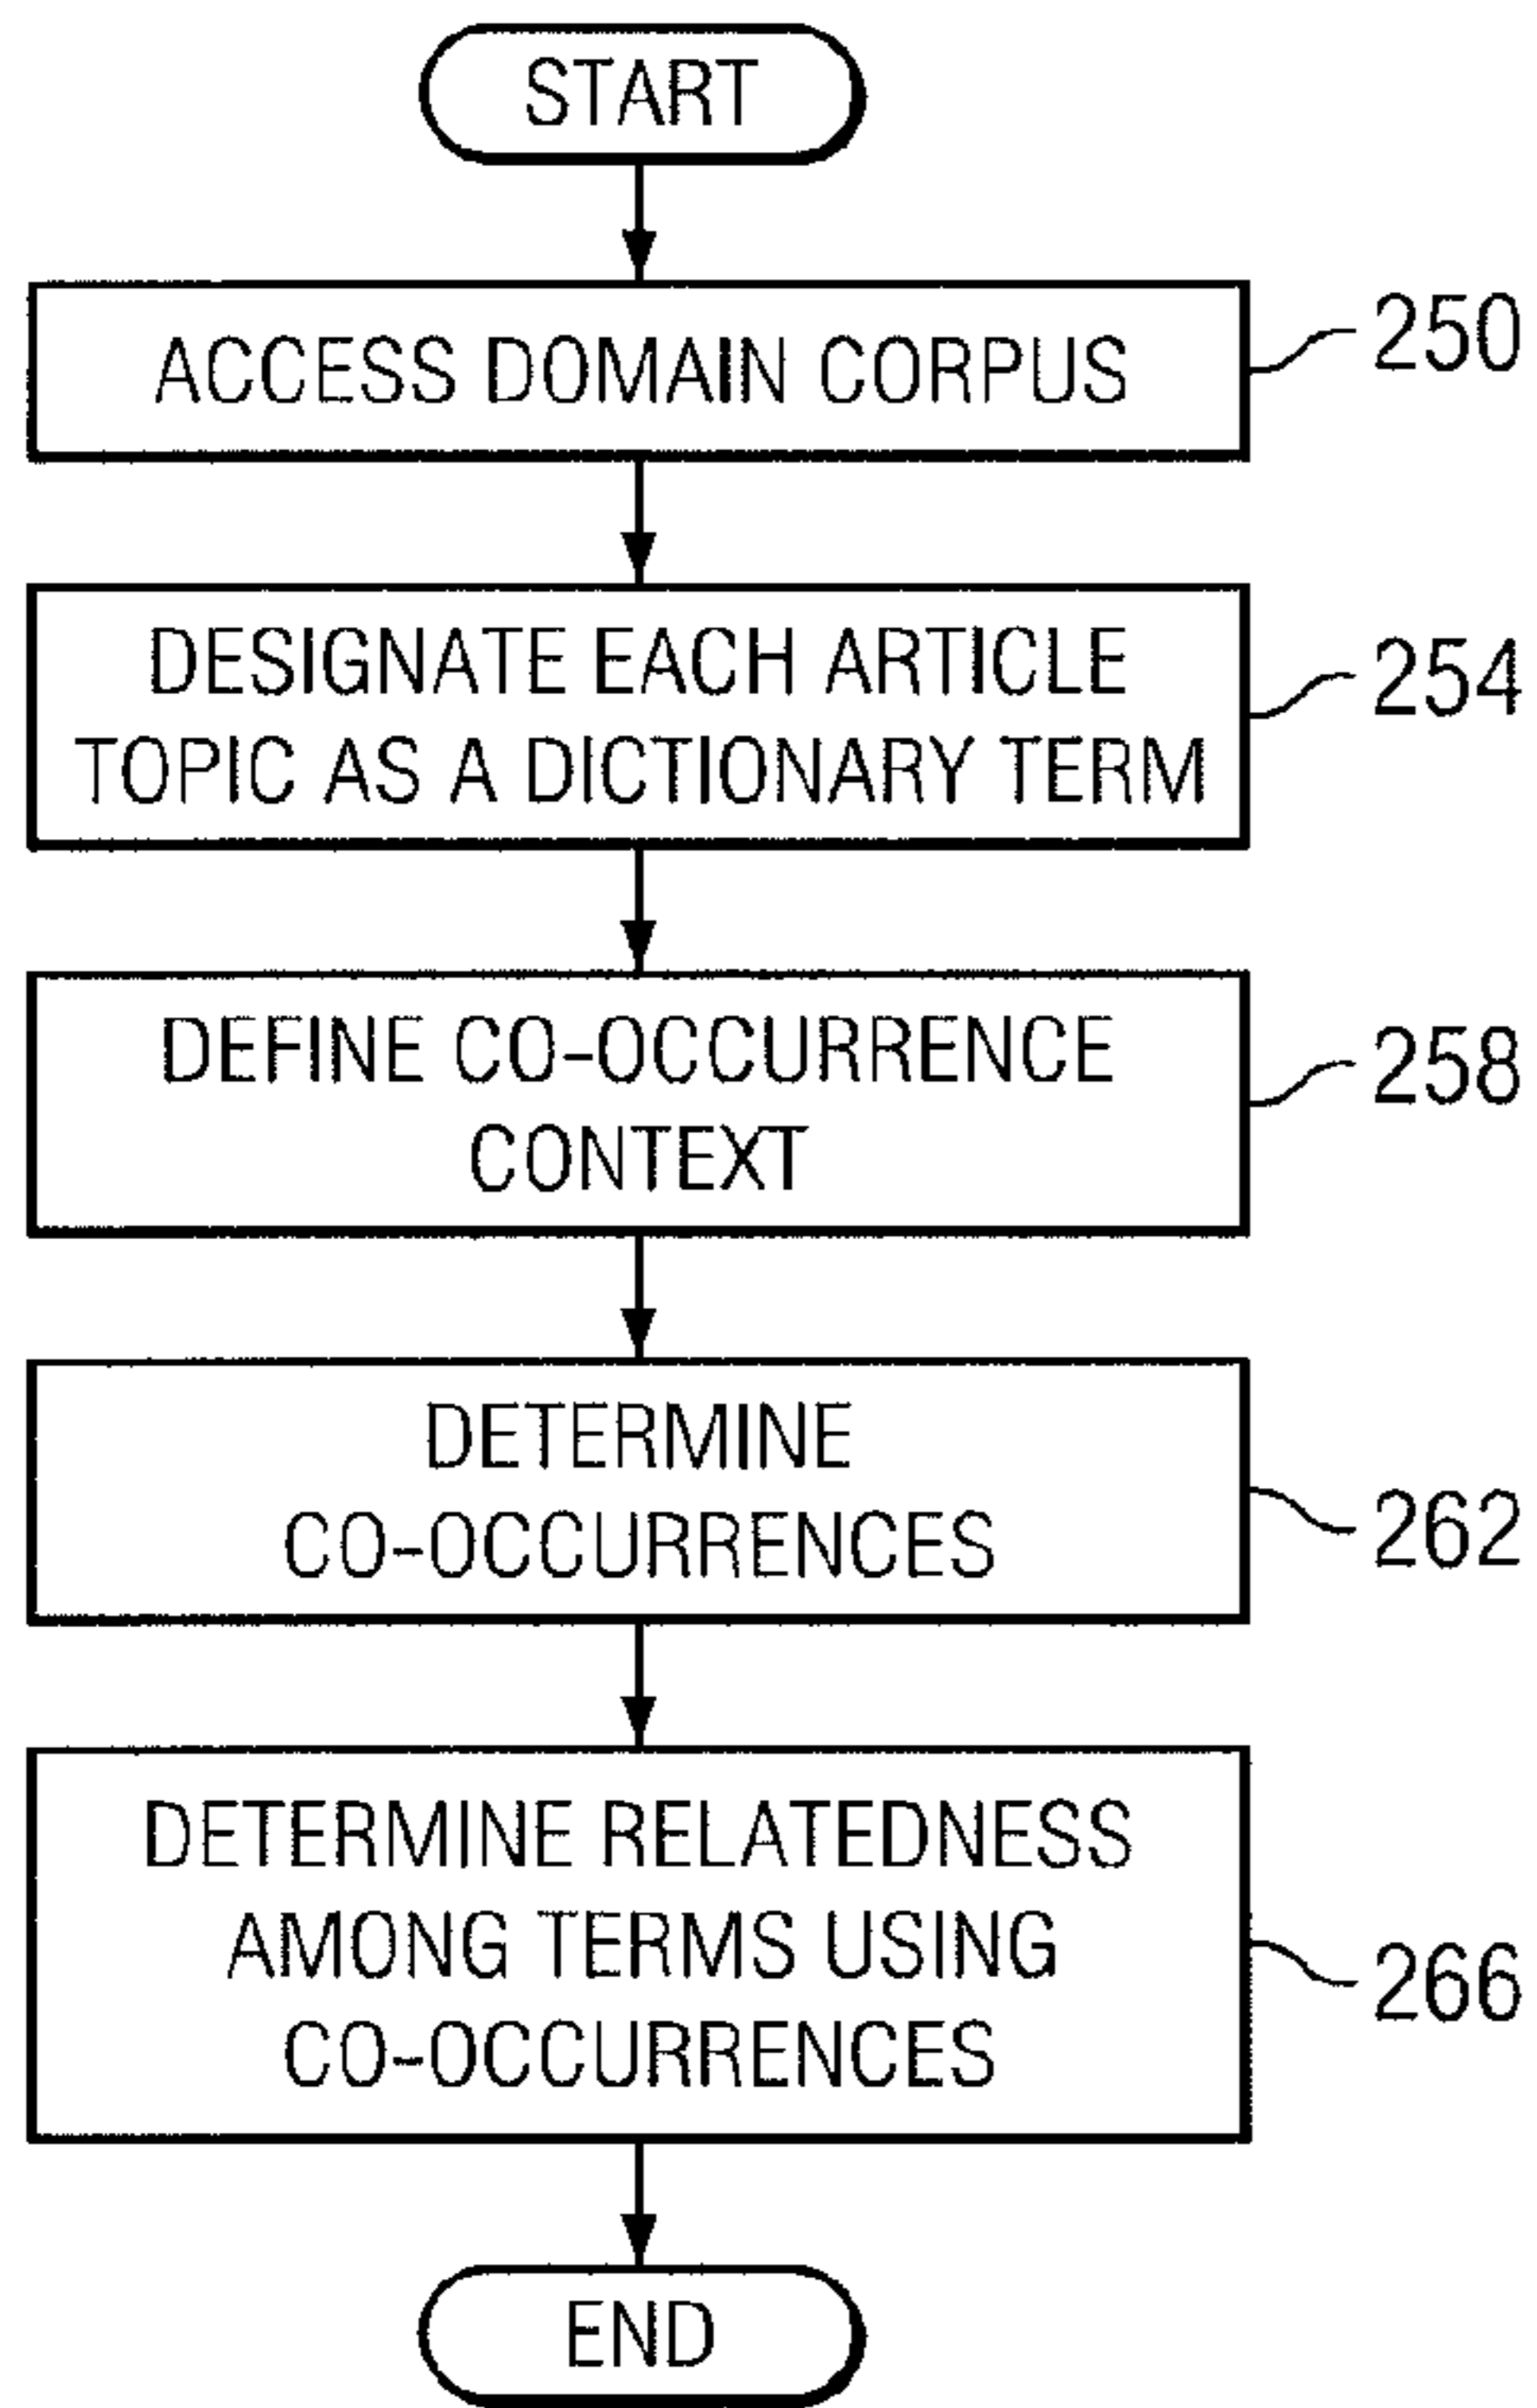 START
ACCESS DOMAIN CORPUS
250
DESIGNATE EACH ARTICLE
TOPIC AS A DICTIONARY TERM
254
DEFINE CO-OCCURRENCE
CONTEXT
258
DETERMINE
CO-OCCURRENCES
262
DETERMINE RELATEDNESS
AMONG TERMS USING
CO-OCCURRENCES
266
END